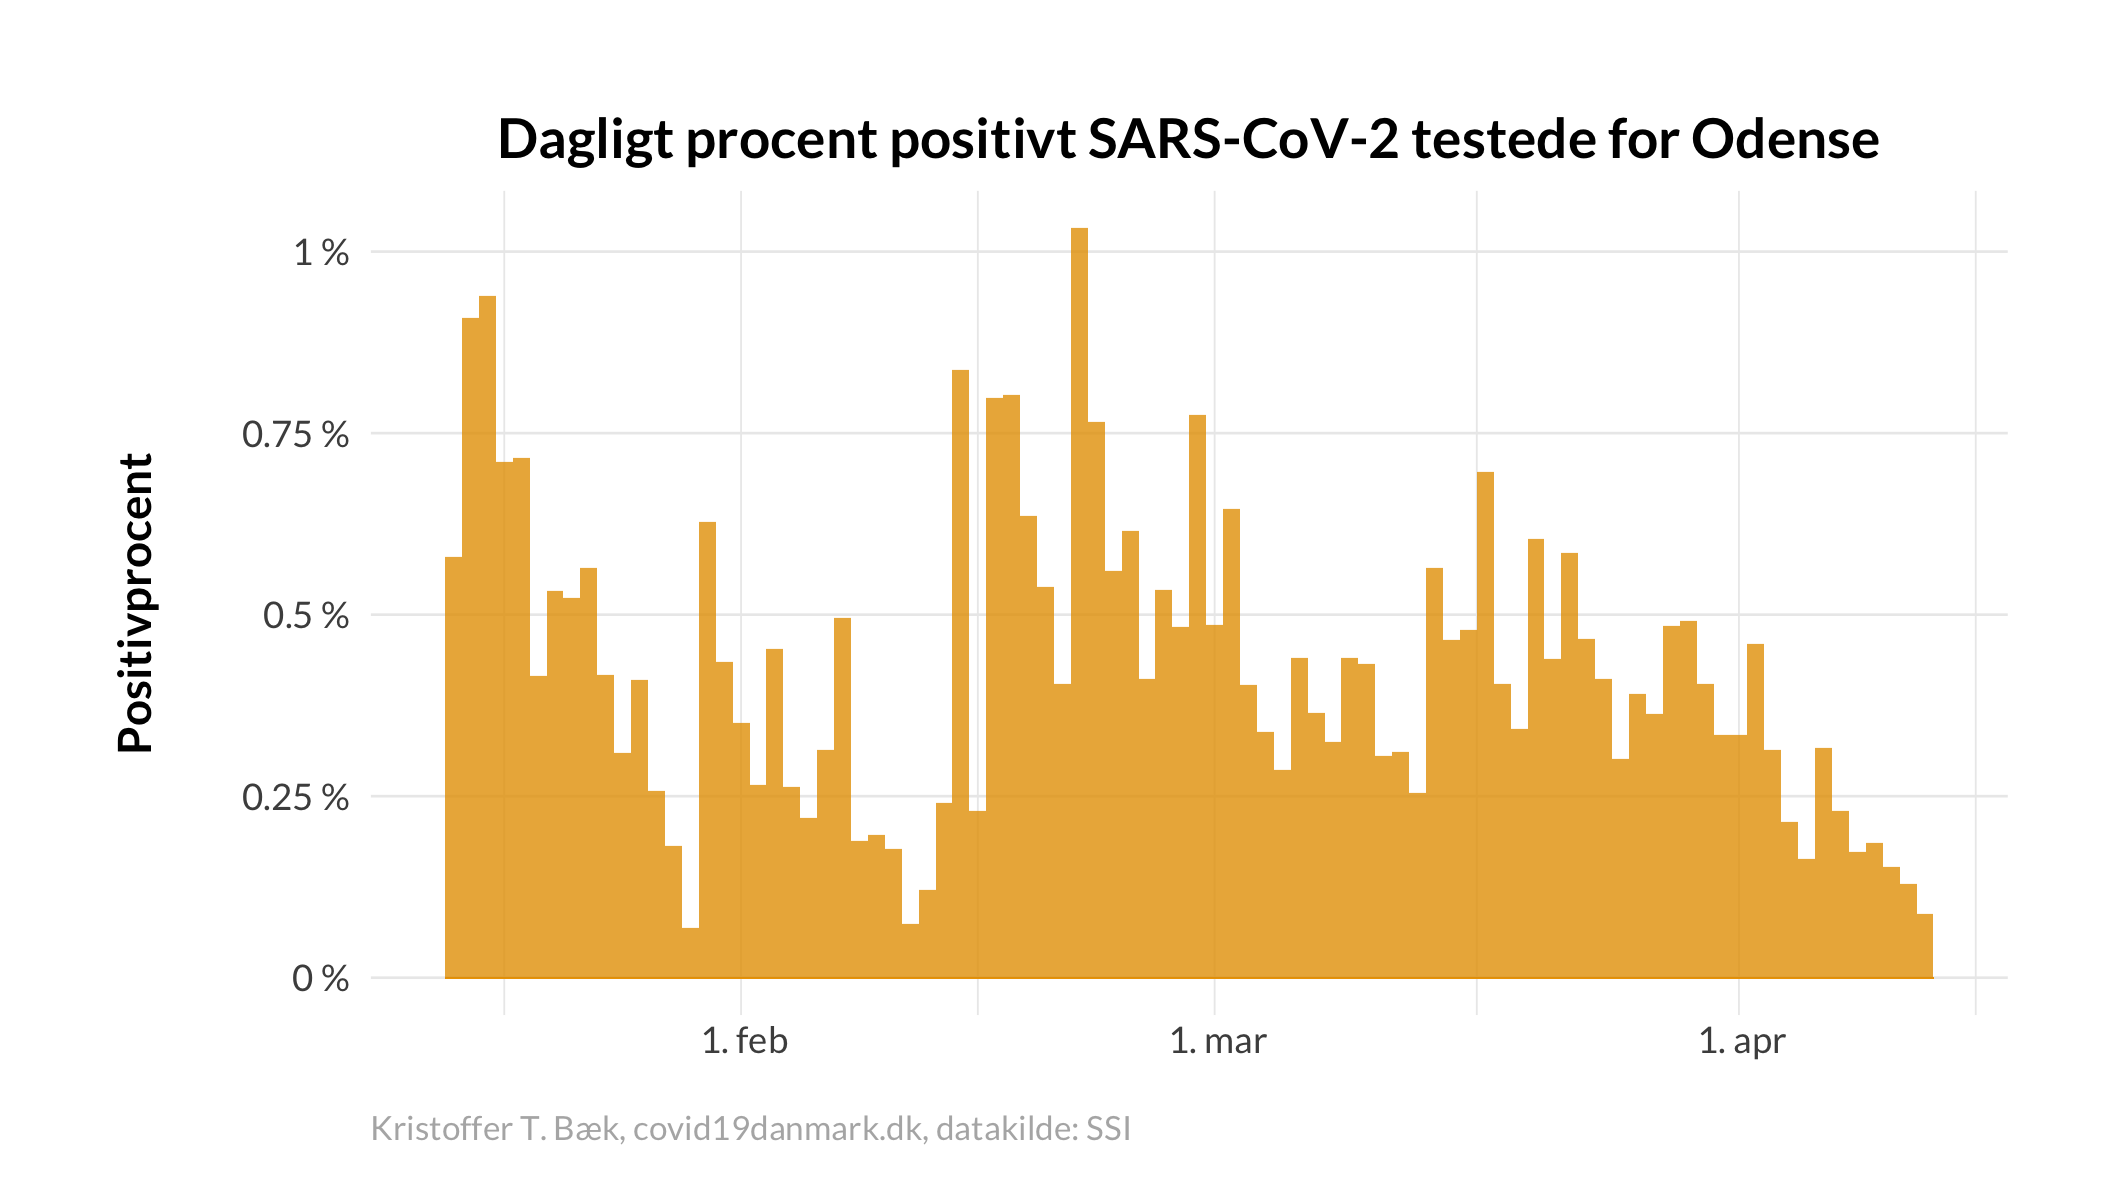 Dagligt procent positivt SARS-CoV-2 testede for Odense
Positivprocent
1 %
0.75 %
0.5 %
0.25 %
0 %
1. feb
1. mar
1. apr
Kristoffer T. Bæk, covid19danmark.dk, datakilde: SSI